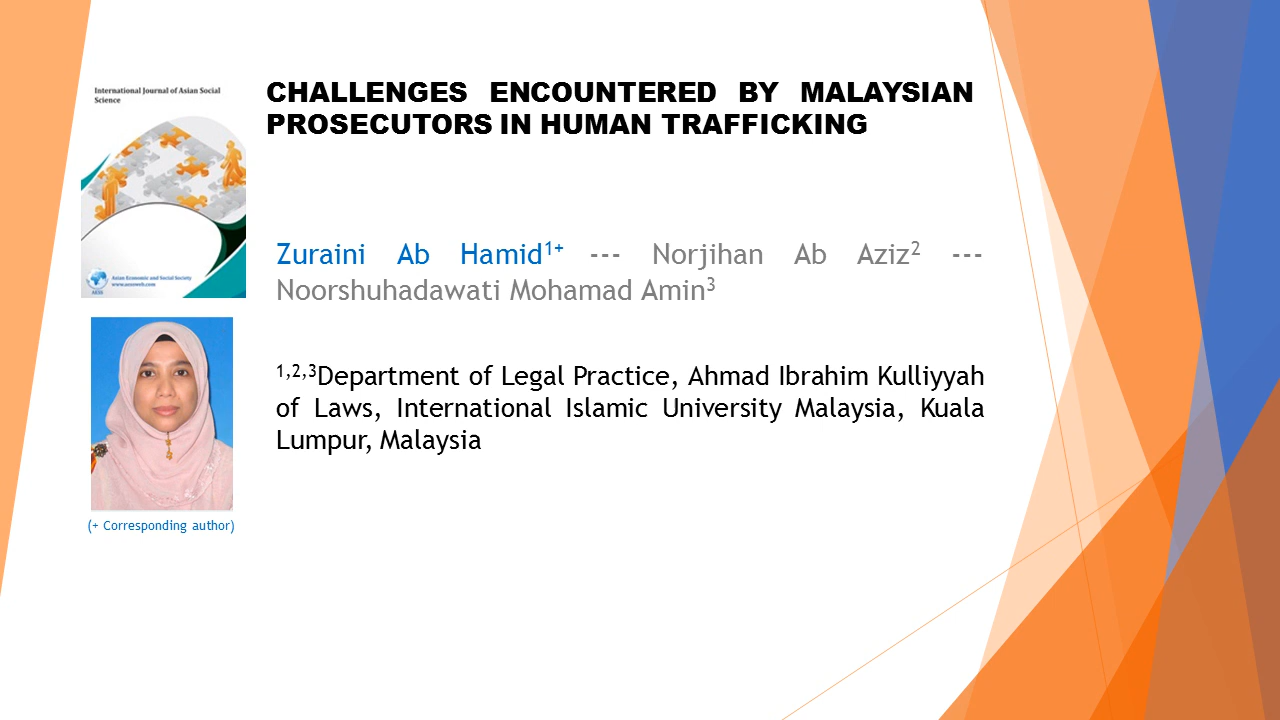 International Journal of Asian Social
Science
CHALLENGES ENCOUNTERED BY MALAYSIAN
PROSECUTORS IN HUMAN TRAFFICKING
Zuraini Ab Hamid1+ --- Norjihan Ab Aziz2 ---
Noorshuhadawati Mohamad Amin3
Asian Economic and Social Society
www.aessweb.com
AESS
1,2,3Department of Legal Practice, Ahmad Ibrahim Kulliyyah
of Laws, International Islamic University Malaysia, Kuala
Lumpur, Malaysia
(+ Corresponding author)